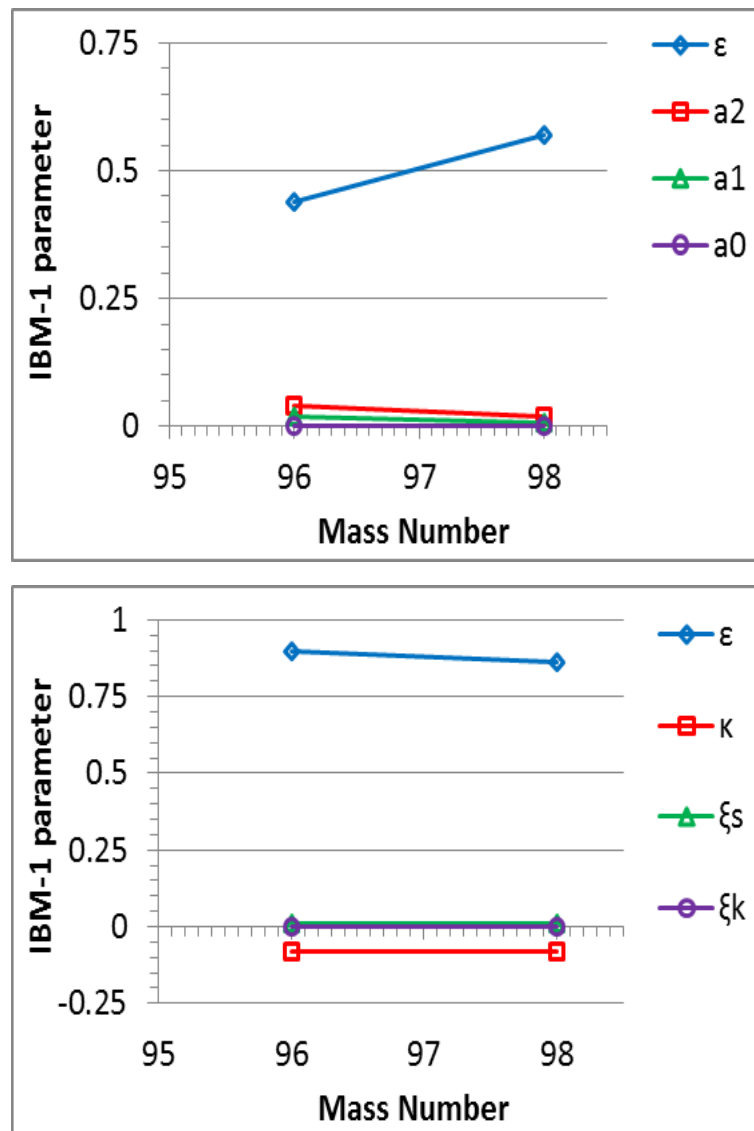 0.75
0.5
0.25
0
IBM-1 parameter
95 96 97 98
Mass Number
ε
a2
a1
a0
1
0.75
0.5
0.25
0
-0.25
IBM-1 parameter
95 96 97 98
Mass Number
ε
κ
ξs
ξk